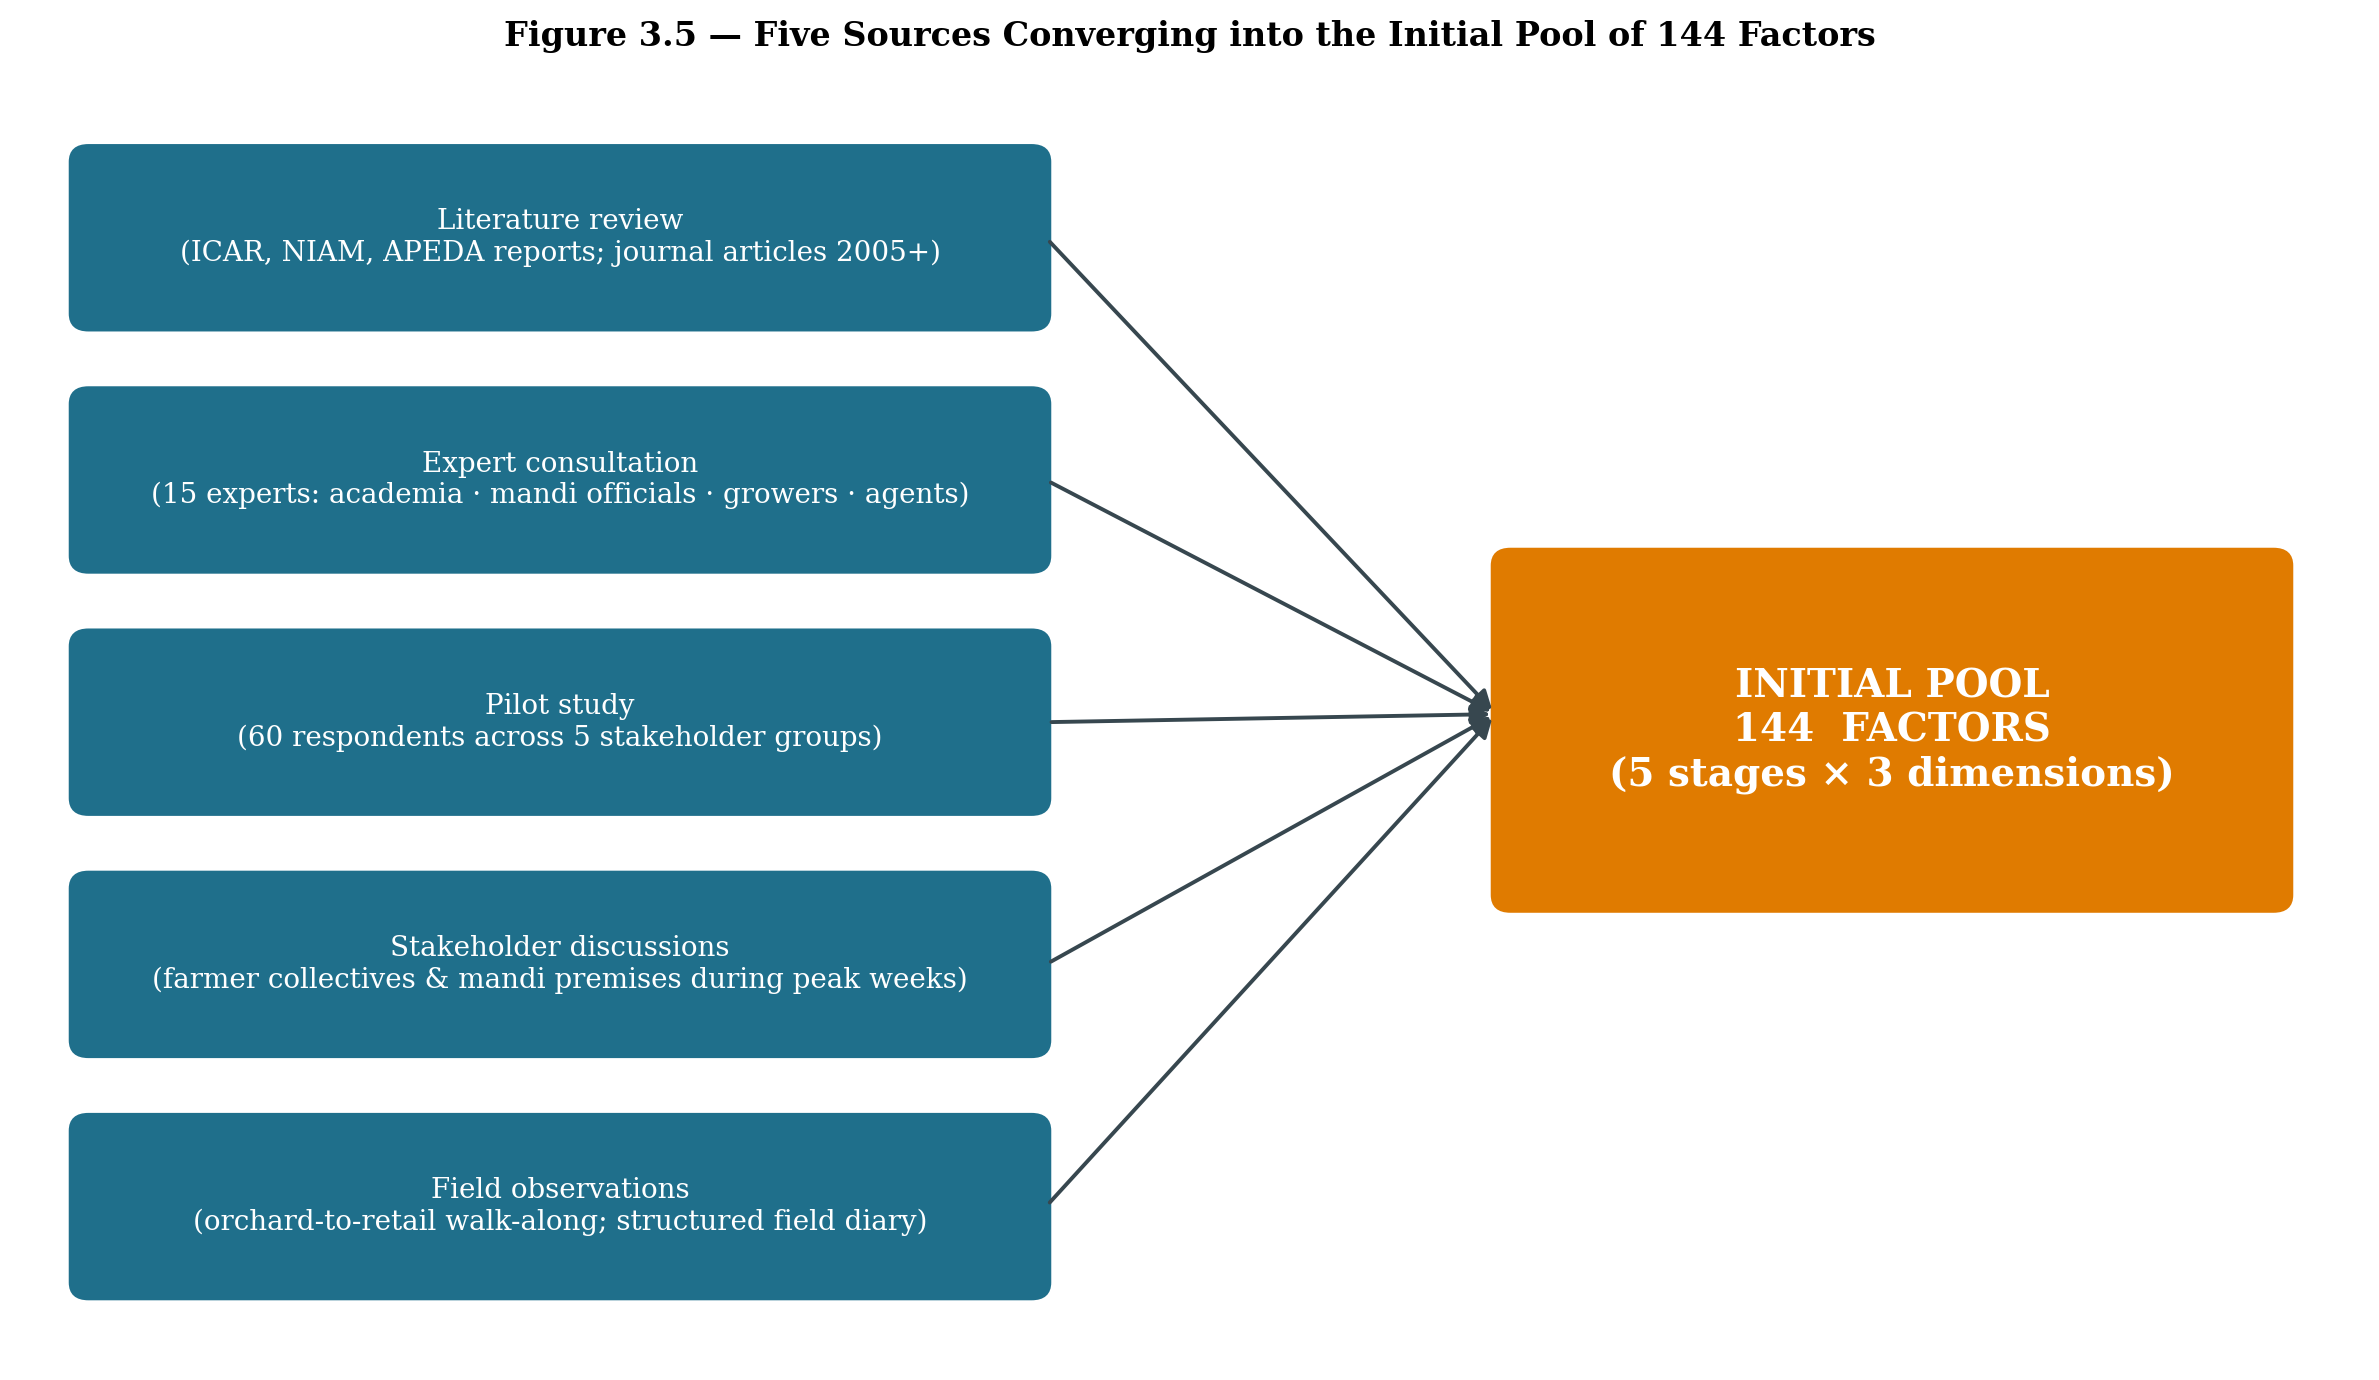 Figure 3.5 — Five Sources Converging into the Initial Pool of 144 Factors
Literature review
(ICAR, NIAM, APEDA reports; journal articles 2005+)
Expert consultation
(15 experts: academia · mandi officials · growers · agents)
Pilot study
(60 respondents across 5 stakeholder groups)
Stakeholder discussions
(farmer collectives & mandi premises during peak weeks)
Field observations
(orchard-to-retail walk-along; structured field diary)
INITIAL POOL
144 FACTORS
(5 stages × 3 dimensions)